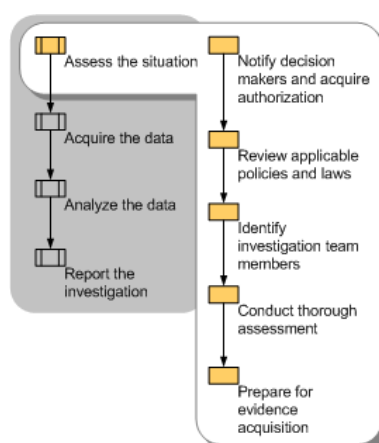 Assess the situation
Acquire the data
Analyze the data
Report the
investigation
Notify decision
makers and acquire
authorization
Review applicable
policies and laws
Identify
investigation team
members
Conduct thorough
assessment
Prepare for
evidence
acquisition